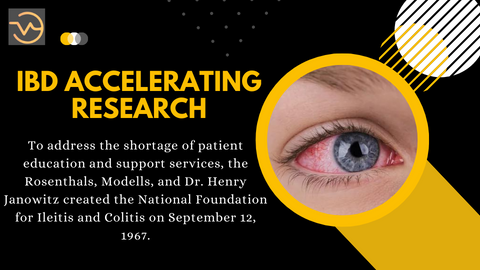 IBD ACCELERATING
RESEARCH
To address the shortage of patient
education and support services, the
Rosenthals, Modells, and Dr. Henry
Janowitz created the National Foundation
for Ileitis and Colitis on September 12,
1967.